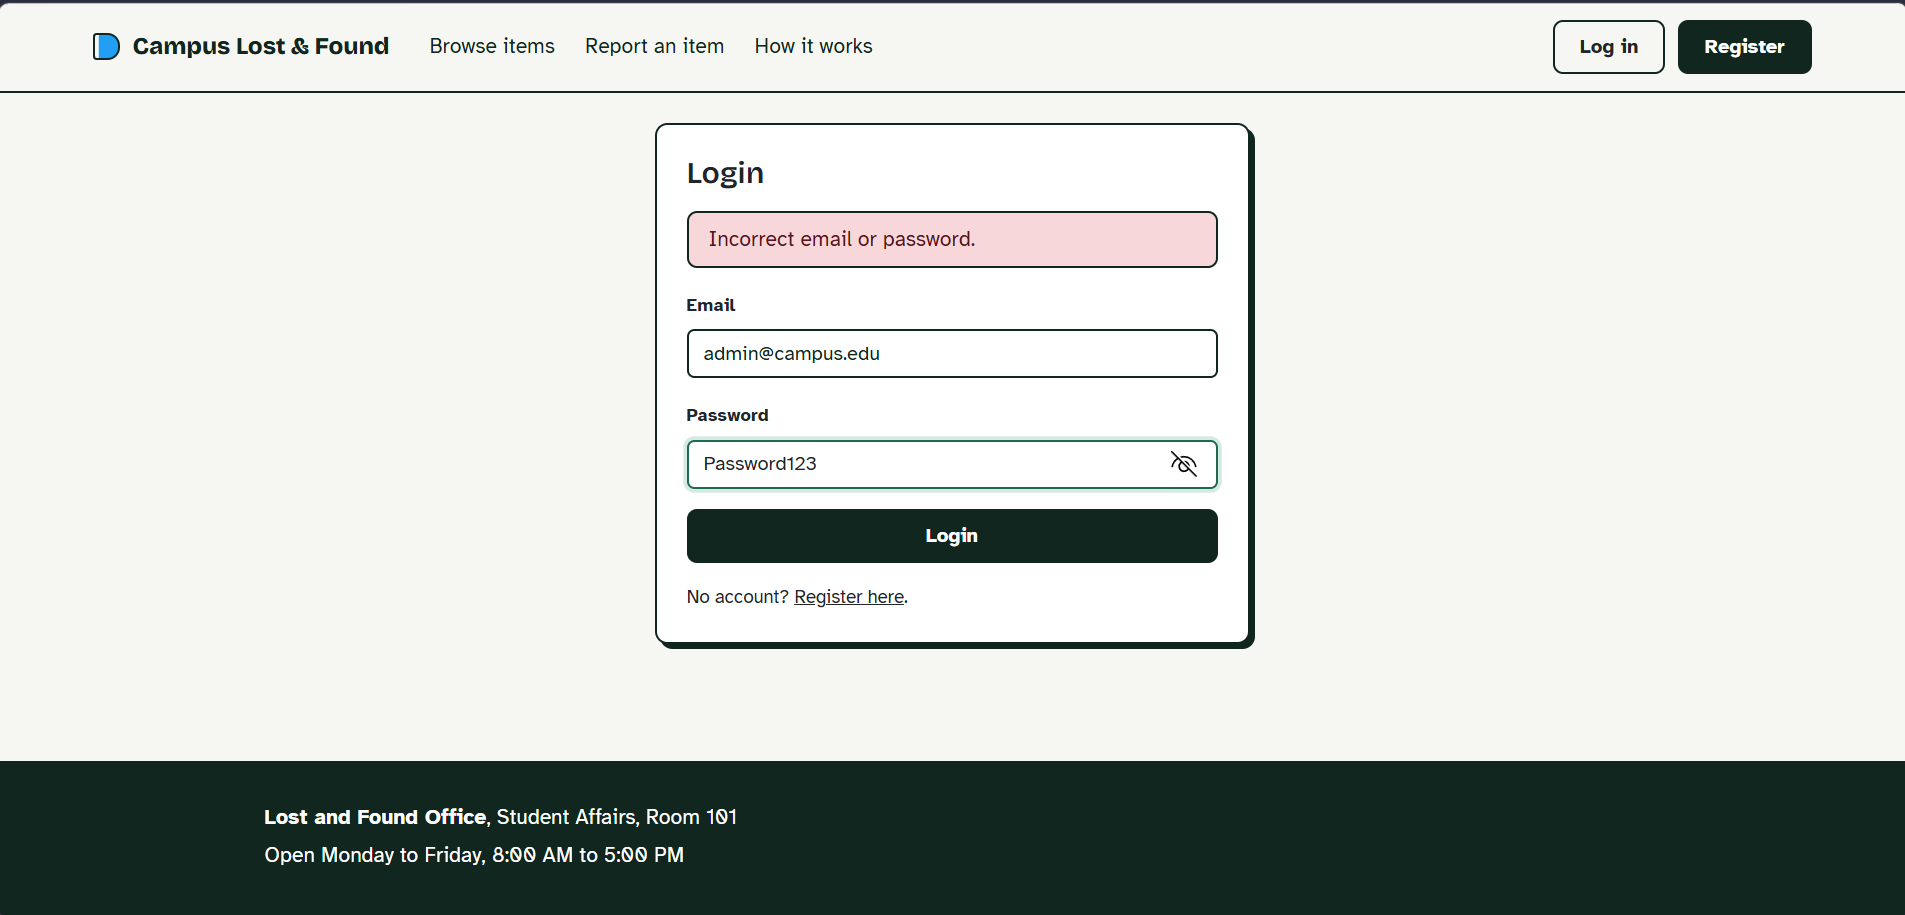 Campus Lost & Found Browse items Report an item How it works Log in Register
Login
Incorrect email or password.
Email
admin@campus.edu
Password
Password123
Login
No account? Register here.
Lost and Found Office, Student Affairs, Room 101
Open Monday to Friday, 8:00 AM to 5:00 PM